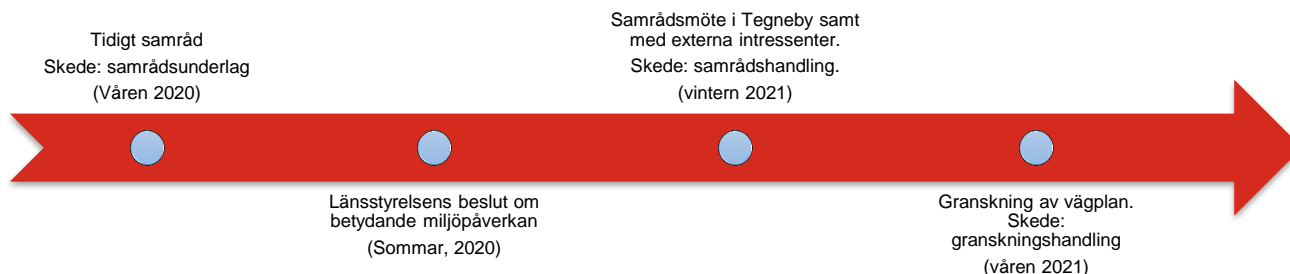 Tidigt samråd
Skede: samrådsunderlag
(Våren 2020)
Länsstyrelsens beslut om
betydande miljöpåverkan
(Sommar, 2020)
Samrådsmöte i Tegneby samt
med externa intressenter.
Skede: samrådshandling.
(vintern 2021)
Granskning av vägplan.
Skede:
granskningshandling
(våren 2021)